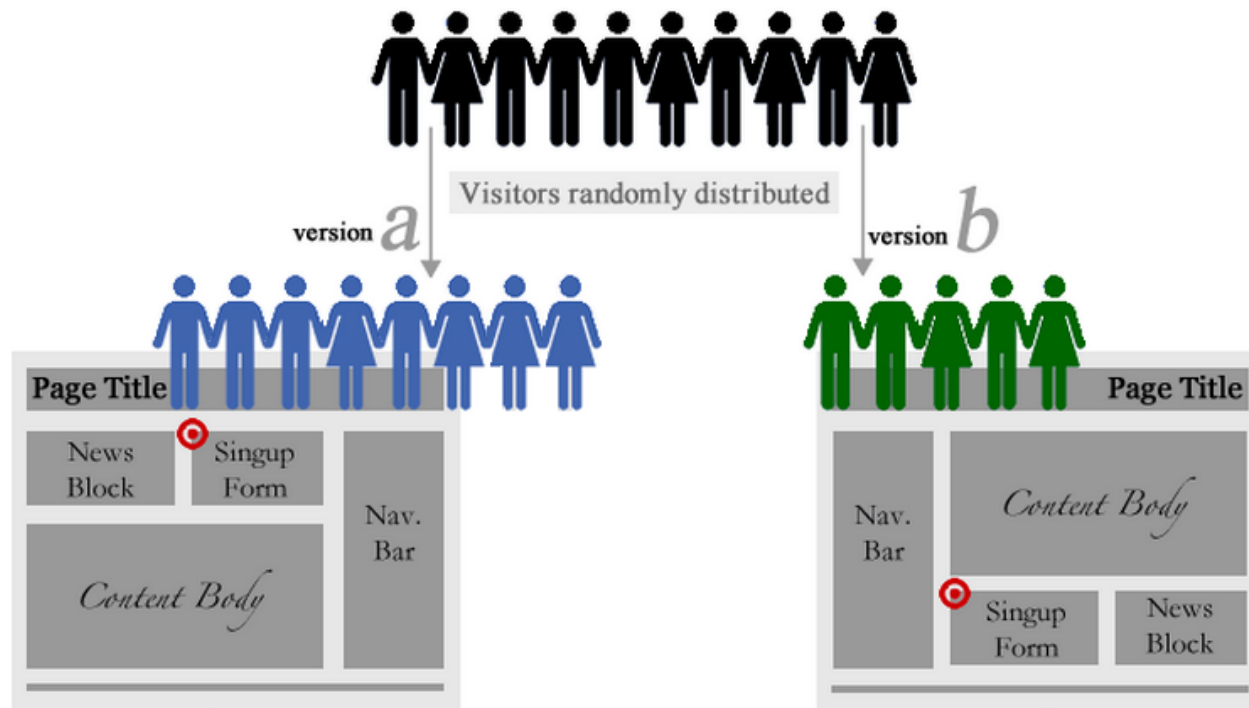 Visitors randomly distributed
version a
version b
Page Title
News
Block
Singup
Form
Nav.
Bar
Content Body
Page Title
Nav.
Bar
Content Body
Singup
Form
News
Block